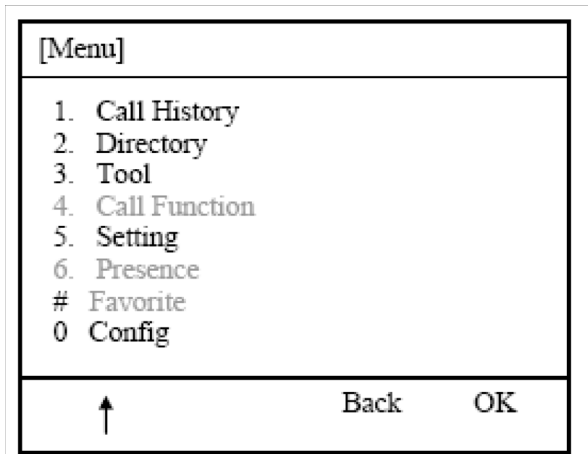 [Menu]
1. Call History
2. Directory
3. Tool
4. Call Function
5. Setting
6. Presence
# Favorite
0 Config
↑ Back OK